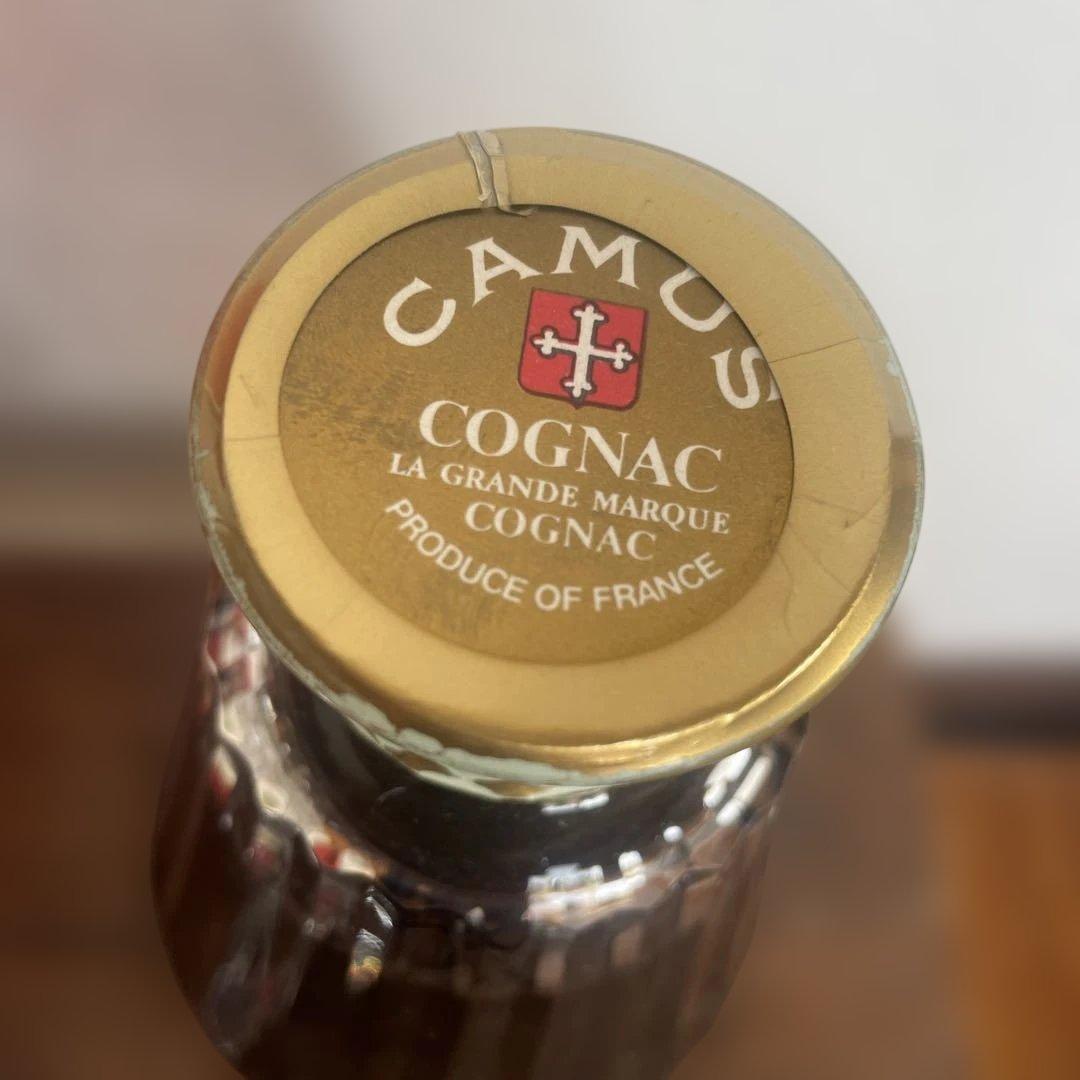 CAMUS
COGNAC
LA GRANDE MARQUE
COGNAC
PRODUCE OF FRANCE